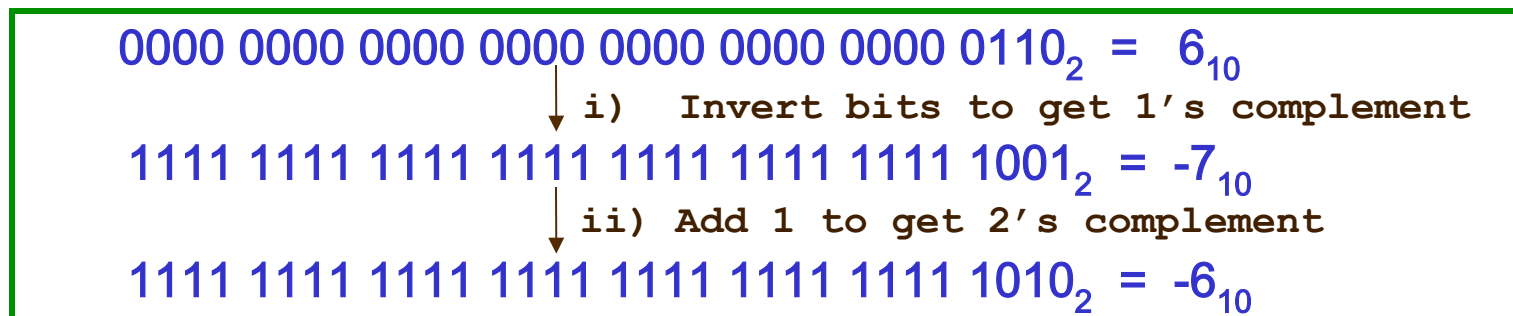 0000 0000 0000 0000 0000 0000 0000 0110₂ = 6₁₀
i) Invert bits to get 1’s complement
1111 1111 1111 1111 1111 1111 1111 1001₂ = -7₁₀
ii) Add 1 to get 2’s complement
1111 1111 1111 1111 1111 1111 1111 1010₂ = -6₁₀